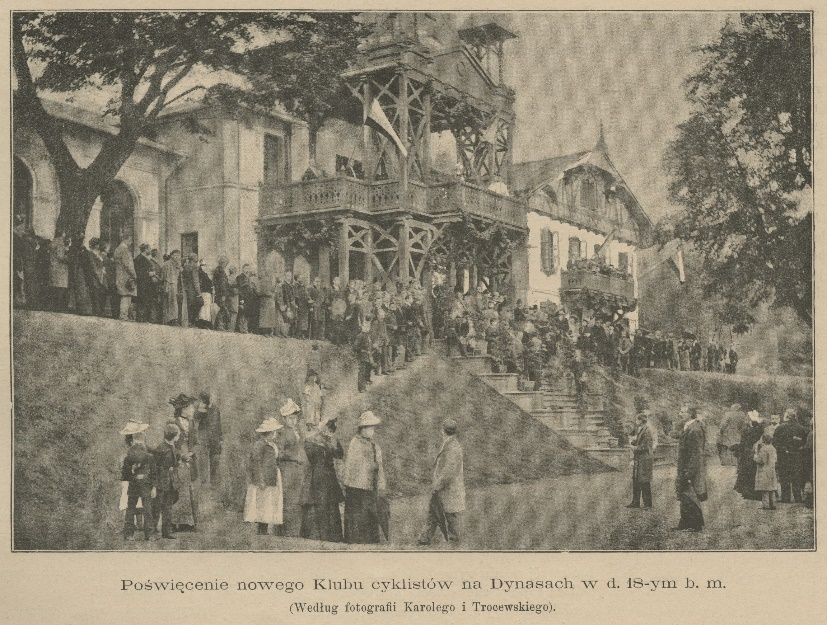 Poświęcenie nowego Klubu cyklistów na Dynasach w d. 18-ym b. m.
(Według fotografii Karolego i Trocewskiego).